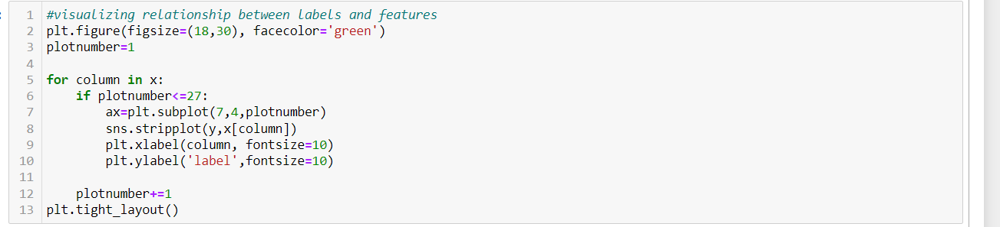 1 #visualizing relationship between labels and features
2 plt.figure(figsize=(18,30), facecolor='green')
3 plotnumber=1
4
5 for column in x:
6     if plotnumber<=27:
7         ax=plt.subplot(7,4,plotnumber)
8         sns.stripplot(y,x[column])
9         plt.xlabel(column, fontsize=10)
10         plt.ylabel('label',fontsize=10)
11
12     plotnumber+=1
13 plt.tight_layout()